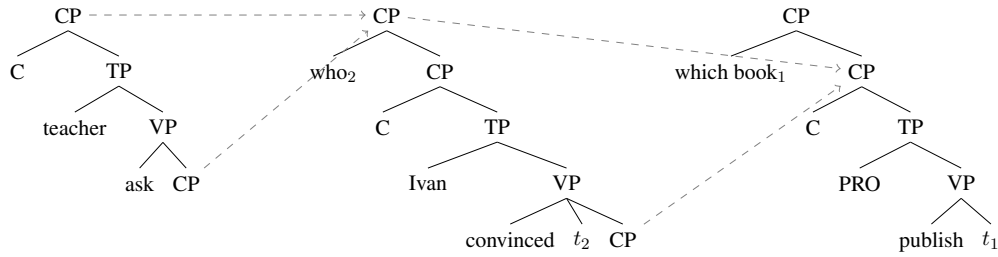 CP CP CP
C TP who₂ CP which book₁ CP
teacher VP C TP C TP
ask CP Ivan VP PRO VP
convinced t₂ CP publish t₁